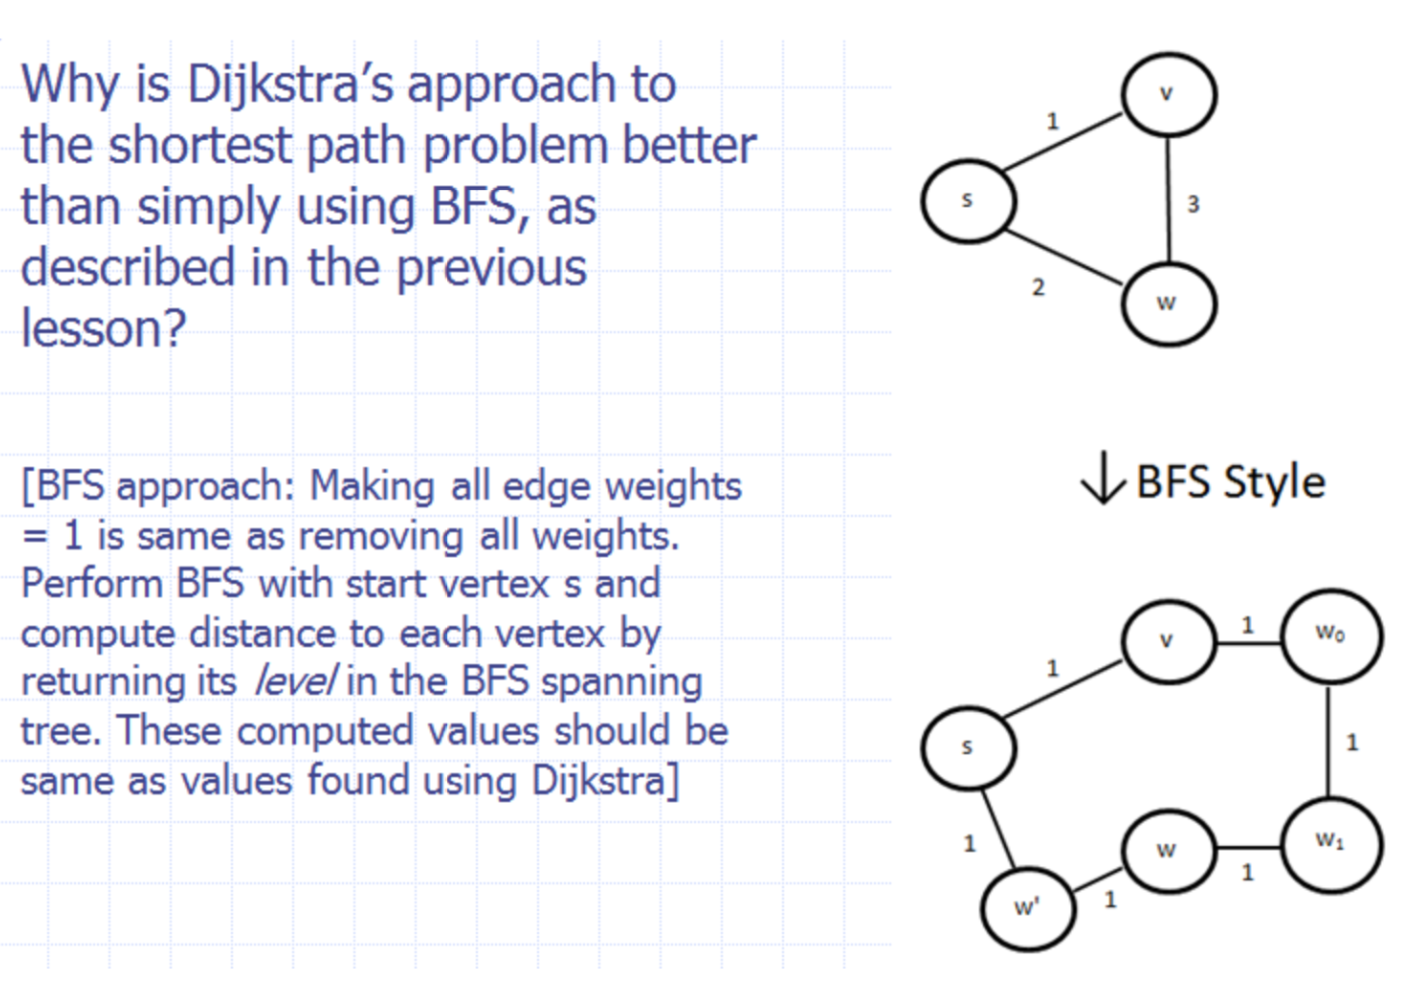 Why is Dijkstra’s approach to
the shortest path problem better
than simply using BFS, as
described in the previous
lesson?
[BFS approach: Making all edge weights
= 1 is same as removing all weights.
Perform BFS with start vertex s and
compute distance to each vertex by
returning its level in the BFS spanning
tree. These computed values should be
same as values found using Dijkstra]
v
1
s
3
2
w
↓ BFS Style
v
1
w₀
1
s
1
1
w
w₁
1
1
w'